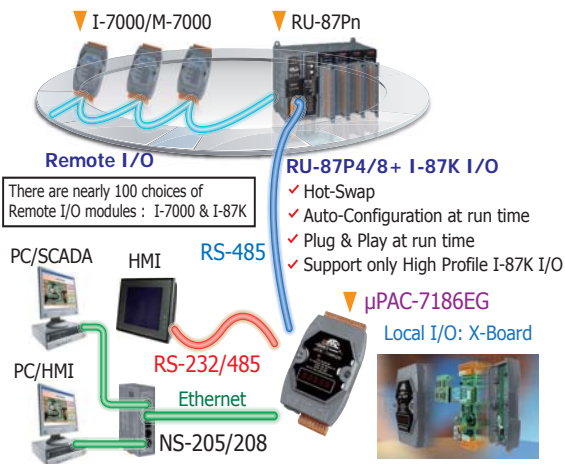 I-7000/M-7000
RU-87Pn
Remote I/O
There are nearly 100 choices of
Remote I/O modules : I-7000 & I-87K
RU-87P4/8+ I-87K I/O
✓ Hot-Swap
✓ Auto-Configuration at run time
✓ Plug & Play at run time
✓ Support only High Profile I-87K I/O
RS-485
PC/SCADA
HMI
µPAC-7186EG
Local I/O: X-Board
RS-232/485
PC/HMI
Ethernet
NS-205/208